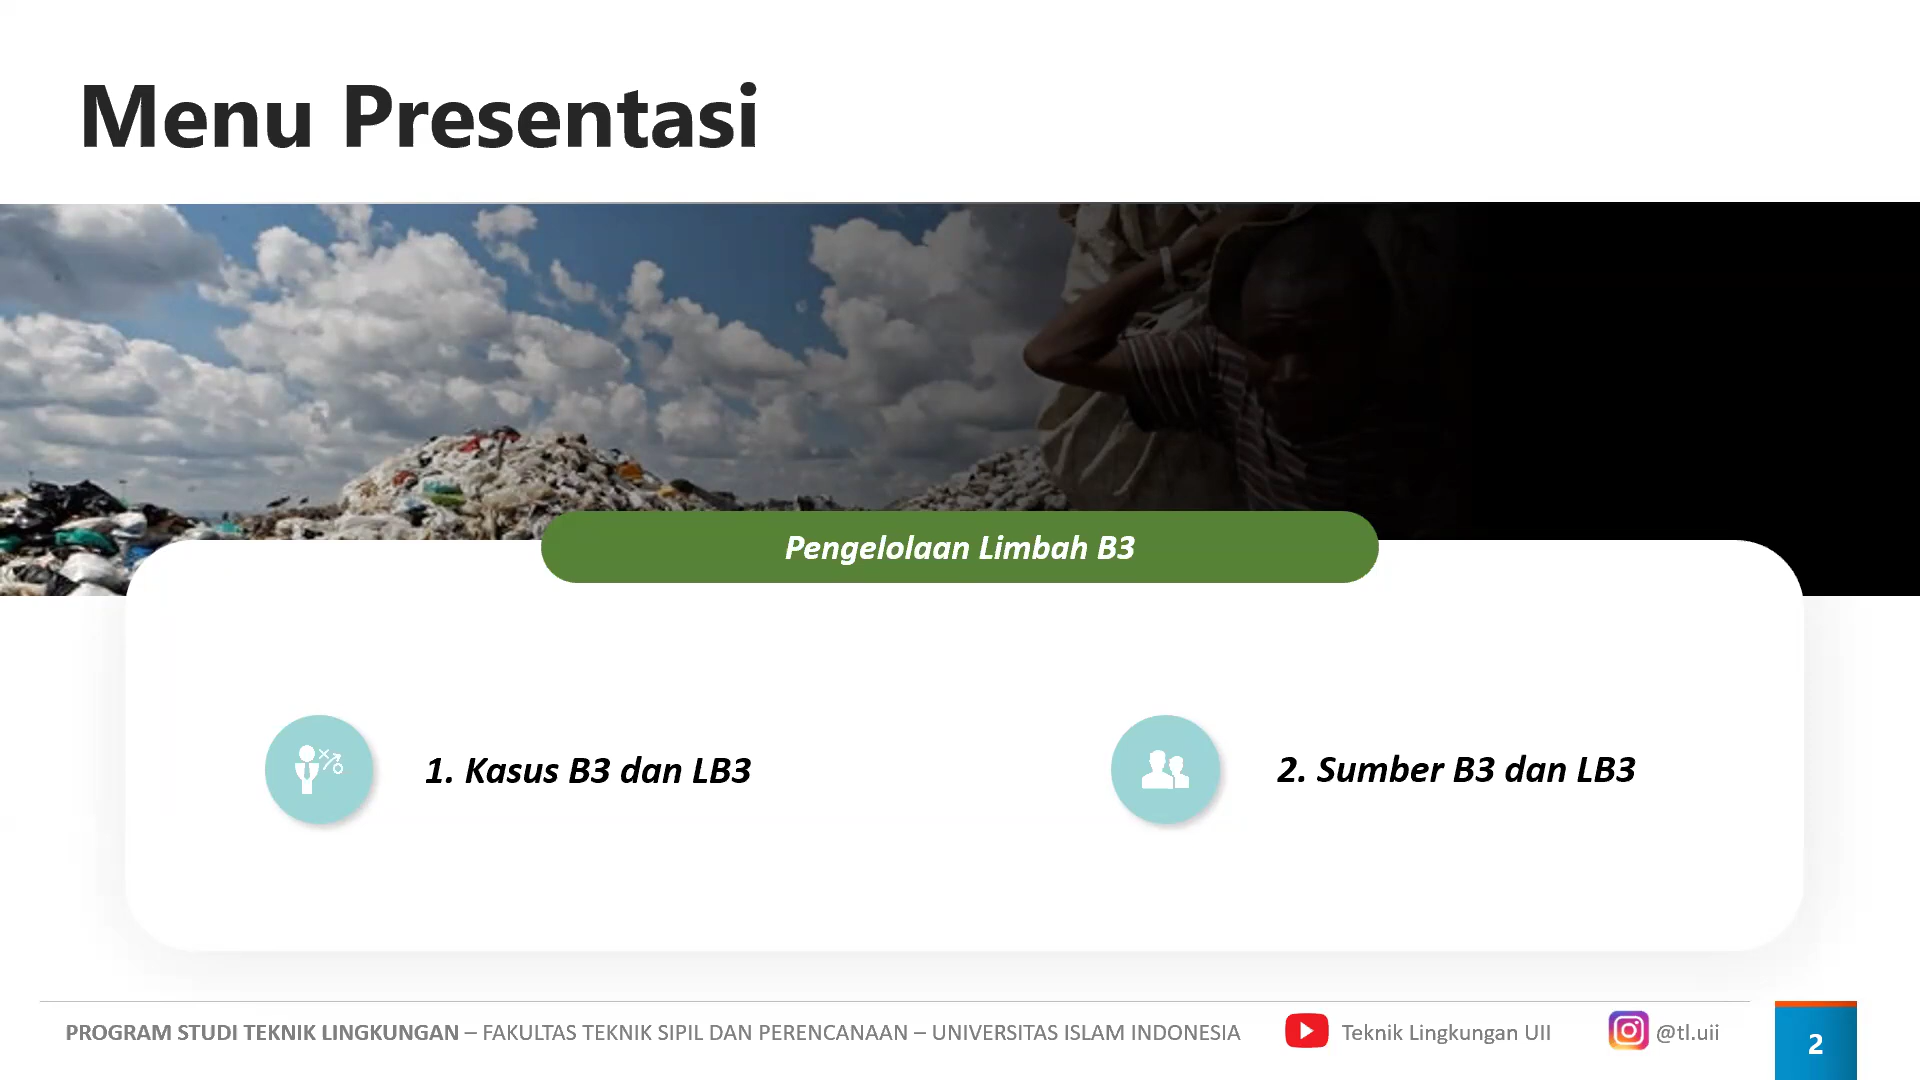 Menu Presentasi
Pengelolaan Limbah B3
1. Kasus B3 dan LB3
2. Sumber B3 dan LB3
PROGRAM STUDI TEKNIK LINGKUNGAN – FAKULTAS TEKNIK SIPIL DAN PERENCANAAN – UNIVERSITAS ISLAM INDONESIA
Teknik Lingkungan UII
@tl.uii
2